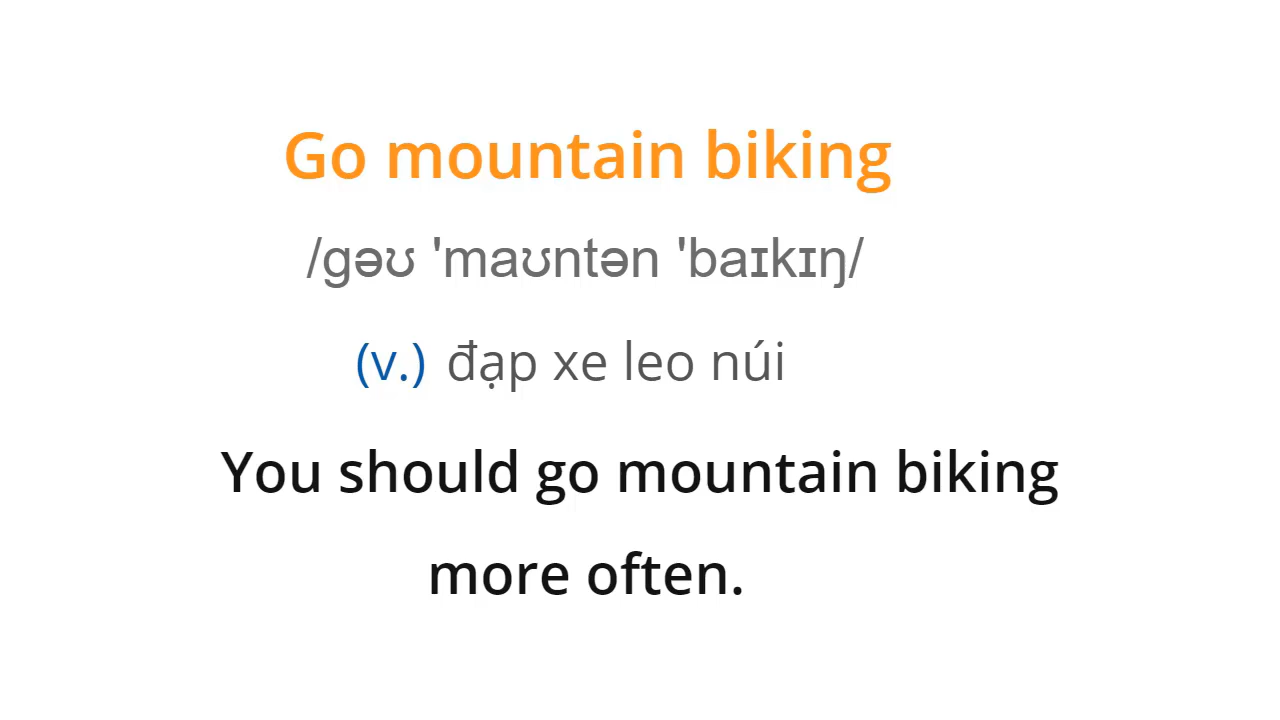 Go mountain biking
/gəʊ 'maʊntən 'baɪkɪŋ/
(v.) đạp xe leo núi
You should go mountain biking
more often.